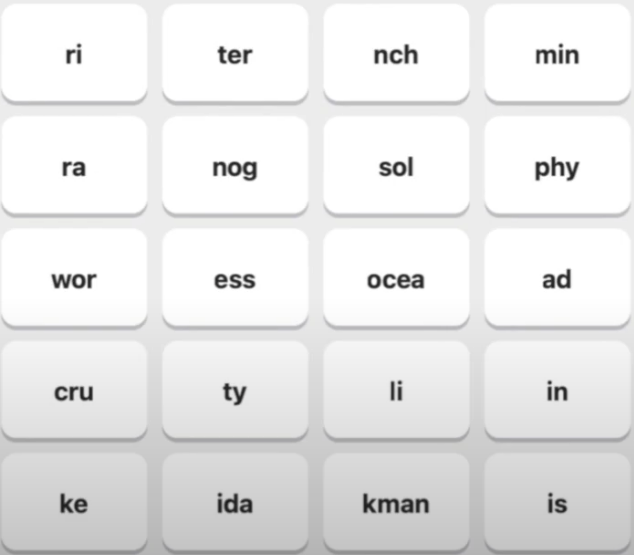 ri ter nch min
ra nog sol phy
wor ess ocea ad
cru ty li in
ke ida kman is